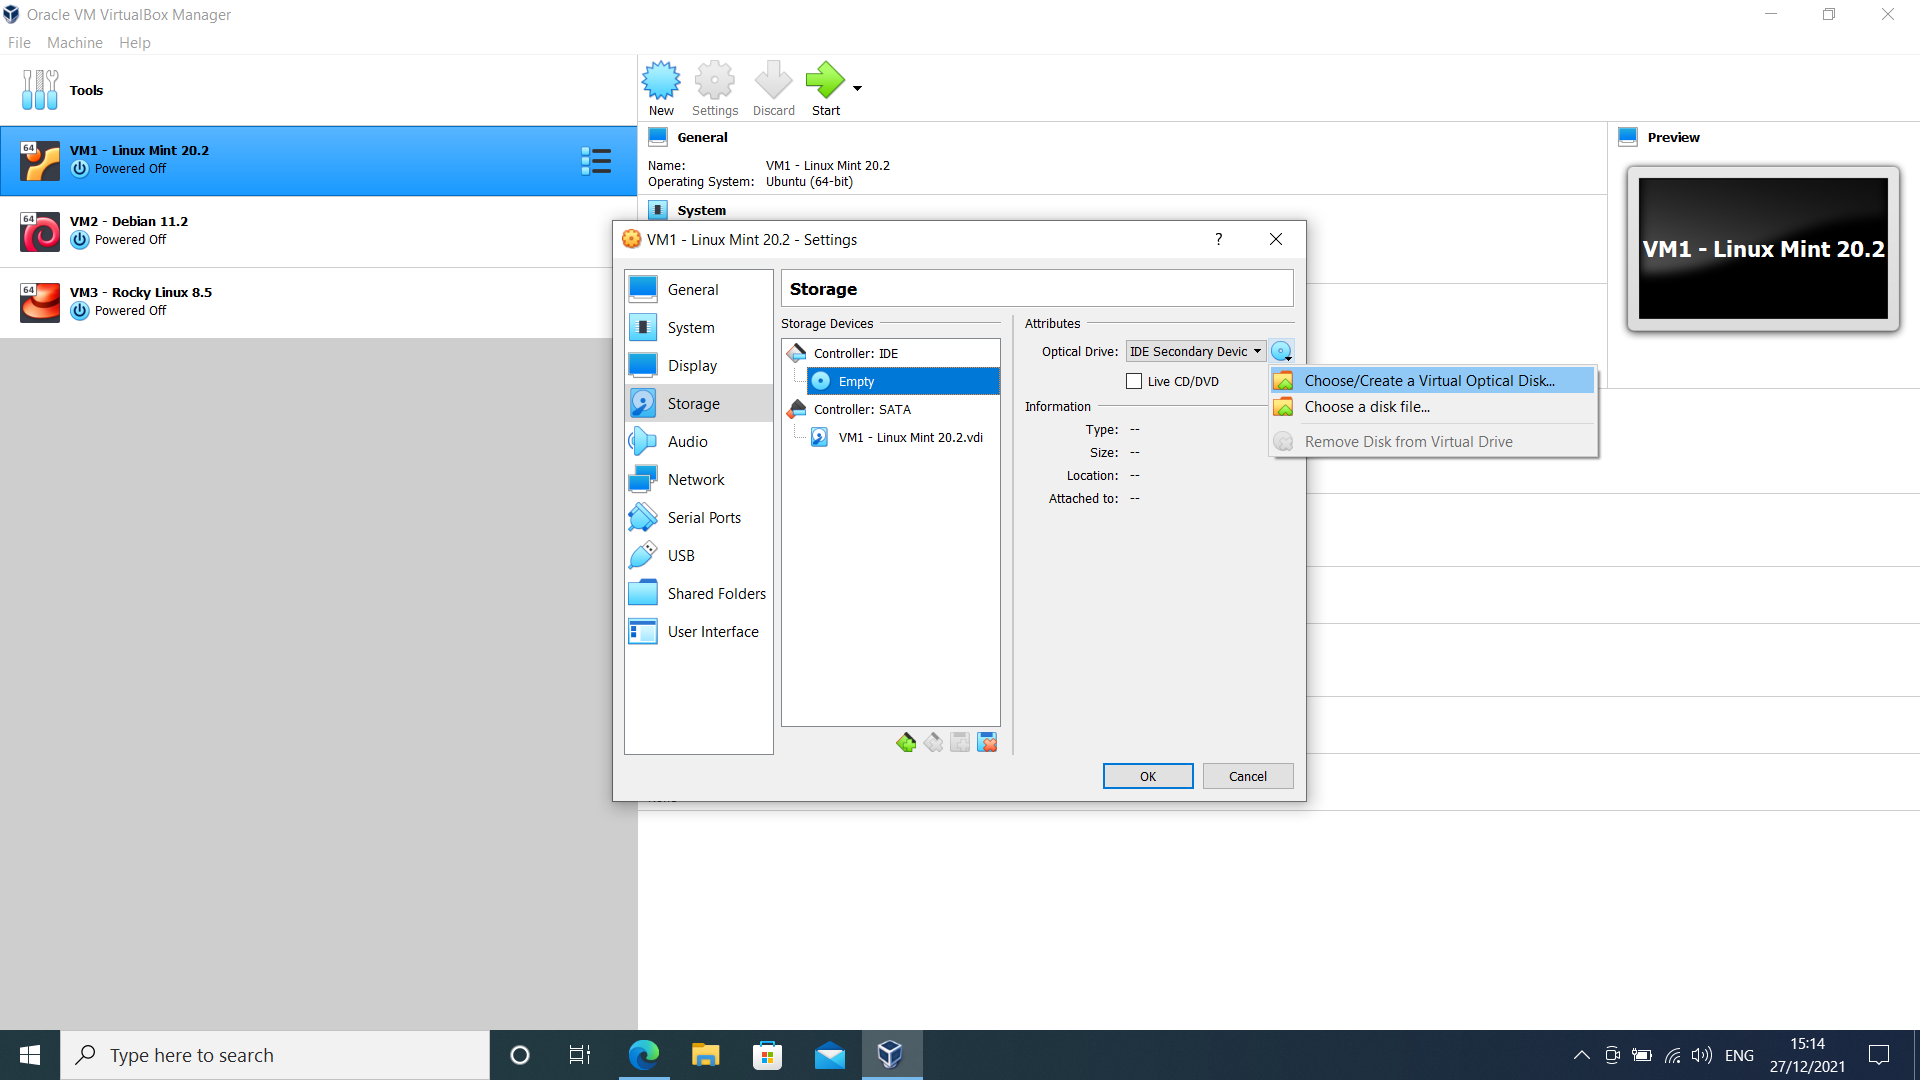 Oracle VM VirtualBox Manager
File Machine Help
Tools
New Settings Discard Start
64
VM1 - Linux Mint 20.2
Powered Off
64
VM2 - Debian 11.2
Powered Off
64
VM3 - Rocky Linux 8.5
Powered Off
General
Name: VM1 - Linux Mint 20.2
Operating System: Ubuntu (64-bit)
System
Preview
VM1 - Linux Mint 20.2
VM1 - Linux Mint 20.2 - Settings
?
General
System
Display
Storage
Audio
Network
Serial Ports
USB
Shared Folders
User Interface
Storage
Storage Devices
Controller: IDE
Empty
Controller: SATA
VM1 - Linux Mint 20.2.vdi
Attributes
Optical Drive: IDE Secondary Devic
Live CD/DVD
Information
Type: --
Size: --
Location: --
Attached to: --
Choose/Create a Virtual Optical Disk...
Choose a disk file...
Remove Disk from Virtual Drive
OK Cancel
Type here to search
ENG
15:14
27/12/2021